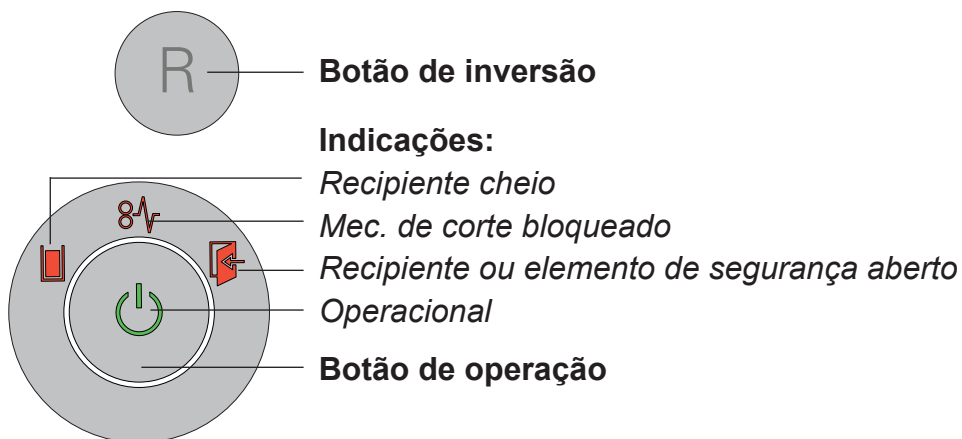 R
Botão de inversão
Indicações:
Recipiente cheio
Mec. de corte bloqueado
Recipiente ou elemento de segurança aberto
Operacional
Botão de operação